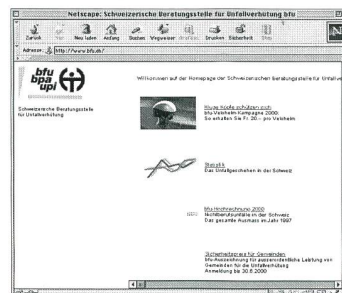 Netscape: Schweizerische Beratungsstelle für Unfallverhütung bfu
Zurück Vor Neu laden Anfang Suchen Wegweiser Grafiken Drucken Sicherheit Stop
Adresse: http://www.bfu.ch/
bfu
bpa
upi
Schweizerische Beratungsstelle
für Unfallverhütung
Willkommen auf der Homepage der Schweizerischen Beratungsstelle für Unfallve
Kluge Köpfe schützen sich
bfu-Velohelm-Kampagne 2000:
So erhalten Sie Fr. 20.- pro Velohelm
Statistik
Das Unfallgeschehen in der Schweiz
bfu-Hochrechnung 2000
Nichtberufsunfälle in der Schweiz
Das gesamte Ausmass im Jahr 1997
Sicherheitspreis für Gemeinden
bfu-Auszeichnung für ausserordentliche Leistung von
Gemeinden für die Unfallverhütung
Anmeldung bis 30.6.2000